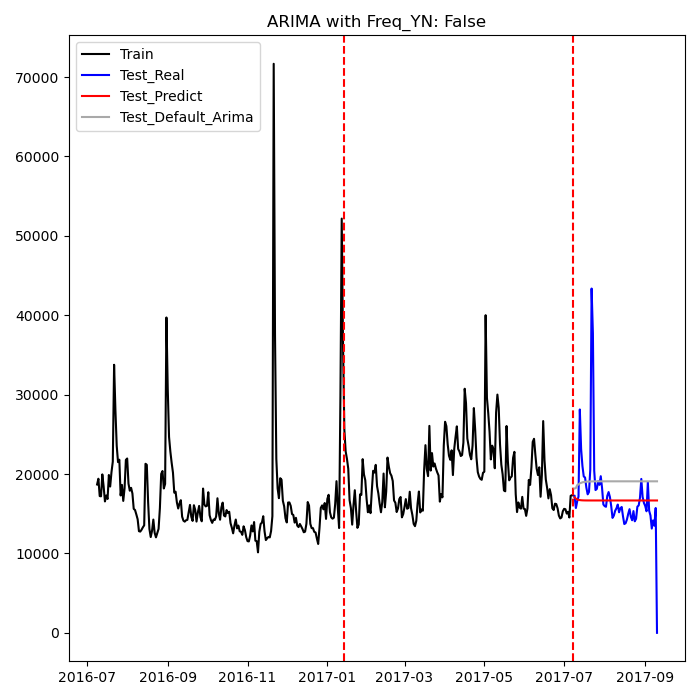 ARIMA with Freq_YN: False
Train
Test_Real
Test_Predict
Test_Default_Arima
70000
60000
50000
40000
30000
20000
10000
0
2016-07 2016-09 2016-11 2017-01 2017-03 2017-05 2017-07 2017-09